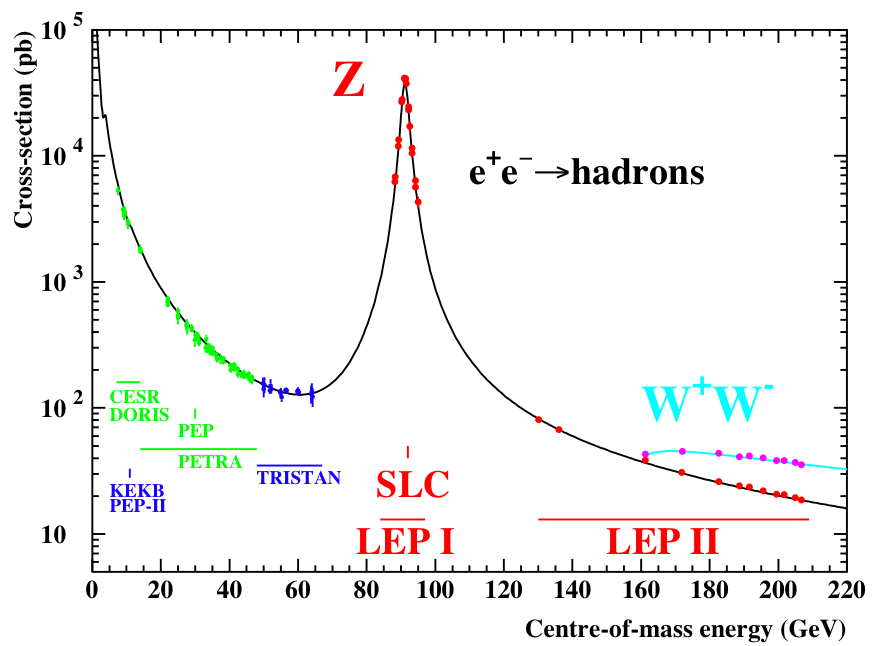 Cross-section (pb)
10 5
10 4
10 3
10 2
10
Z
e+e−→hadrons
W+W-
CESR
DORIS
PEP
PETRA
KEKB
PEP-II
TRISTAN
SLC
LEP I
LEP II
0 20 40 60 80 100 120 140 160 180 200 220
Centre-of-mass energy (GeV)